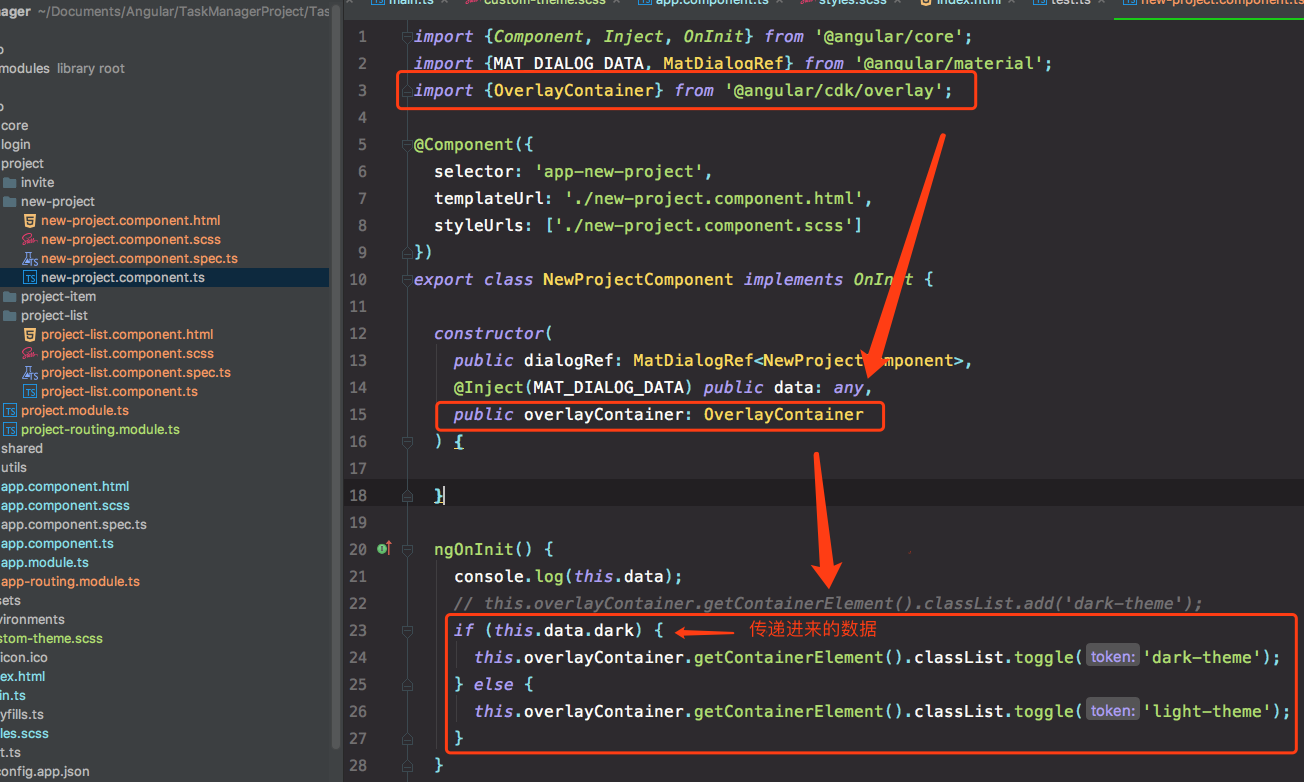 ager ~/Documents/Angular/TaskManagerProject/Tas
modules library root
core
login
project
invite
new-project
new-project.component.html
new-project.component.scss
new-project.component.spec.ts
new-project.component.ts
project-item
project-list
project-list.component.html
project-list.component.scss
project-list.component.spec.ts
project-list.component.ts
project.module.ts
project-routing.module.ts
shared
utils
app.component.html
app.component.scss
app.component.spec.ts
app.component.ts
app.module.ts
app-routing.module.ts
sets
vironments
stom-theme.scss
icon.ico
ex.html
in.ts
yfills.ts
les.scss
t.ts
config.app.json
main.ts custom-theme.scss app.component.ts styles.scss index.html test.ts new-project.component.ts
1 import {Component, Inject, OnInit} from '@angular/core';
2 import {MAT_DIALOG_DATA, MatDialogRef} from '@angular/material';
3 import {OverlayContainer} from '@angular/cdk/overlay';
4
5 @Component({
6 selector: 'app-new-project',
7 templateUrl: './new-project.component.html',
8 styleUrls: ['./new-project.component.scss']
9 })
10 export class NewProjectComponent implements OnInit {
11
12 constructor(
13 public dialogRef: MatDialogRef<NewProjectComponent>,
14 @Inject(MAT_DIALOG_DATA) public data: any,
15 public overlayContainer: OverlayContainer
16 ) {
17
18 }
19
20 ngOnInit() {
21 console.log(this.data);
22 // this.overlayContainer.getContainerElement().classList.add('dark-theme');
23 if (this.data.dark) { 传递进来的数据
24 this.overlayContainer.getContainerElement().classList.toggle( token: 'dark-theme');
25 } else {
26 this.overlayContainer.getContainerElement().classList.toggle( token: 'light-theme');
27 }
28 }